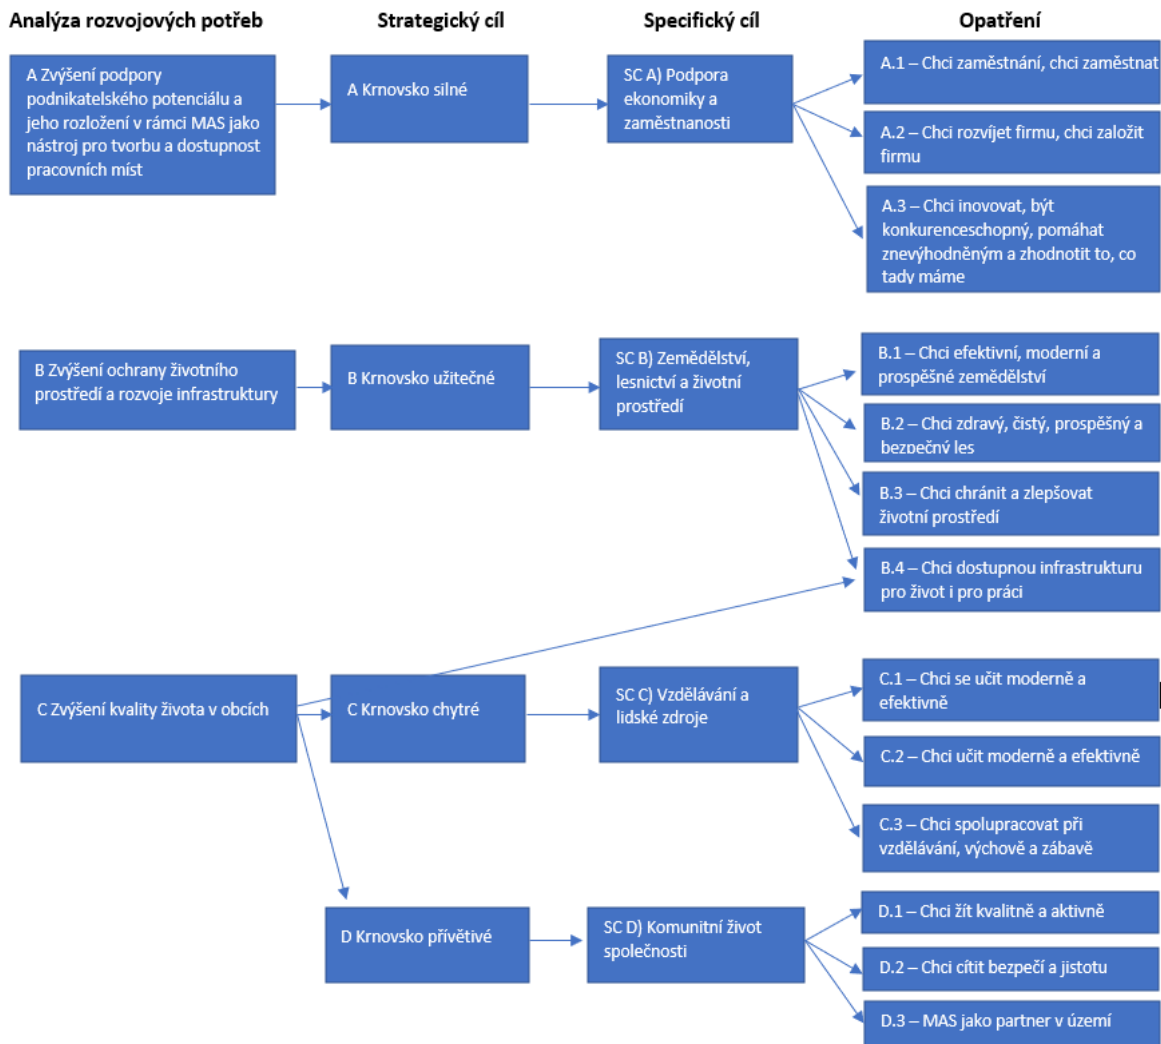 Analýza rozvojových potřeb
Strategický cíl
Specifický cíl
Opatření
A Zvýšení podpory
podnikatelského potenciálu a
jeho rozložení v rámci MAS jako
nástroj pro tvorbu a dostupnost
pracovních míst
A Krnovsko silné
SC A) Podpora
ekonomiky a
zaměstnanosti
A.1 – Chci zaměstnání, chci zaměstnat
A.2 – Chci rozvíjet firmu, chci založit
firmu
A.3 – Chci inovovat, být
konkurenceschopný, pomáhat
znevýhodněným a zhodnotit to, co
tady máme
B Zvýšení ochrany životního
prostředí a rozvoje infrastruktury
B Krnovsko užitečné
SC B) Zemědělství,
lesnictví a životní
prostředí
B.1 – Chci efektivní, moderní a
prospěšné zemědělství
B.2 – Chci zdravý, čistý, prospěšný a
bezpečný les
B.3 – Chci chránit a zlepšovat
životní prostředí
B.4 – Chci dostupnou infrastrukturu
pro život i pro práci
C Zvýšení kvality života v obcích
C Krnovsko chytré
SC C) Vzdělávání a
lidské zdroje
C.1 – Chci se učit moderně a
efektivně
C.2 – Chci učit moderně a efektivně
C.3 – Chci spolupracovat při
vzdělávání, výchově a zábavě
D Krnovsko přívětivé
SC D) Komunitní život
společnosti
D.1 – Chci žít kvalitně a aktivně
D.2 – Chci cítit bezpečí a jistotu
D.3 – MAS jako partner v území